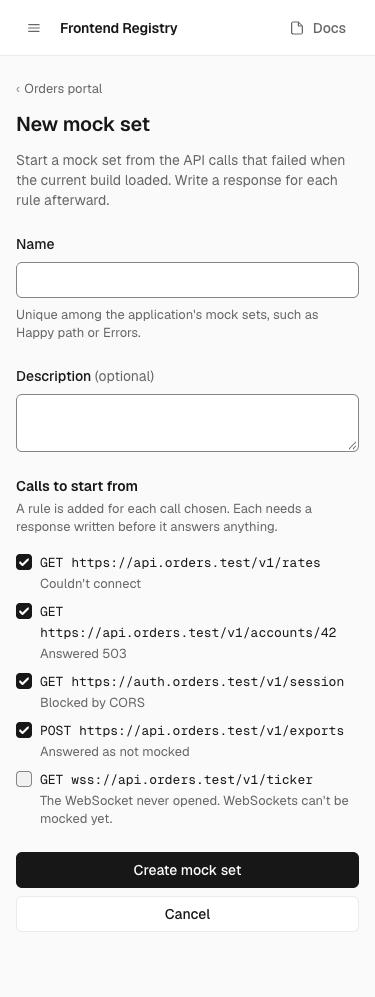 Frontend Registry
Docs
‹ Orders portal
New mock set
Start a mock set from the API calls that failed when
the current build loaded. Write a response for each
rule afterward.
Name
Unique among the application's mock sets, such as
Happy path or Errors.
Description (optional)
Calls to start from
A rule is added for each call chosen. Each needs a
response written before it answers anything.
GET https://api.orders.test/v1/rates
Couldn't connect
GET
https://api.orders.test/v1/accounts/42
Answered 503
GET https://auth.orders.test/v1/session
Blocked by CORS
POST https://api.orders.test/v1/exports
Answered as not mocked
GET wss://api.orders.test/v1/ticker
The WebSocket never opened. WebSockets can't be
mocked yet.
Create mock set
Cancel